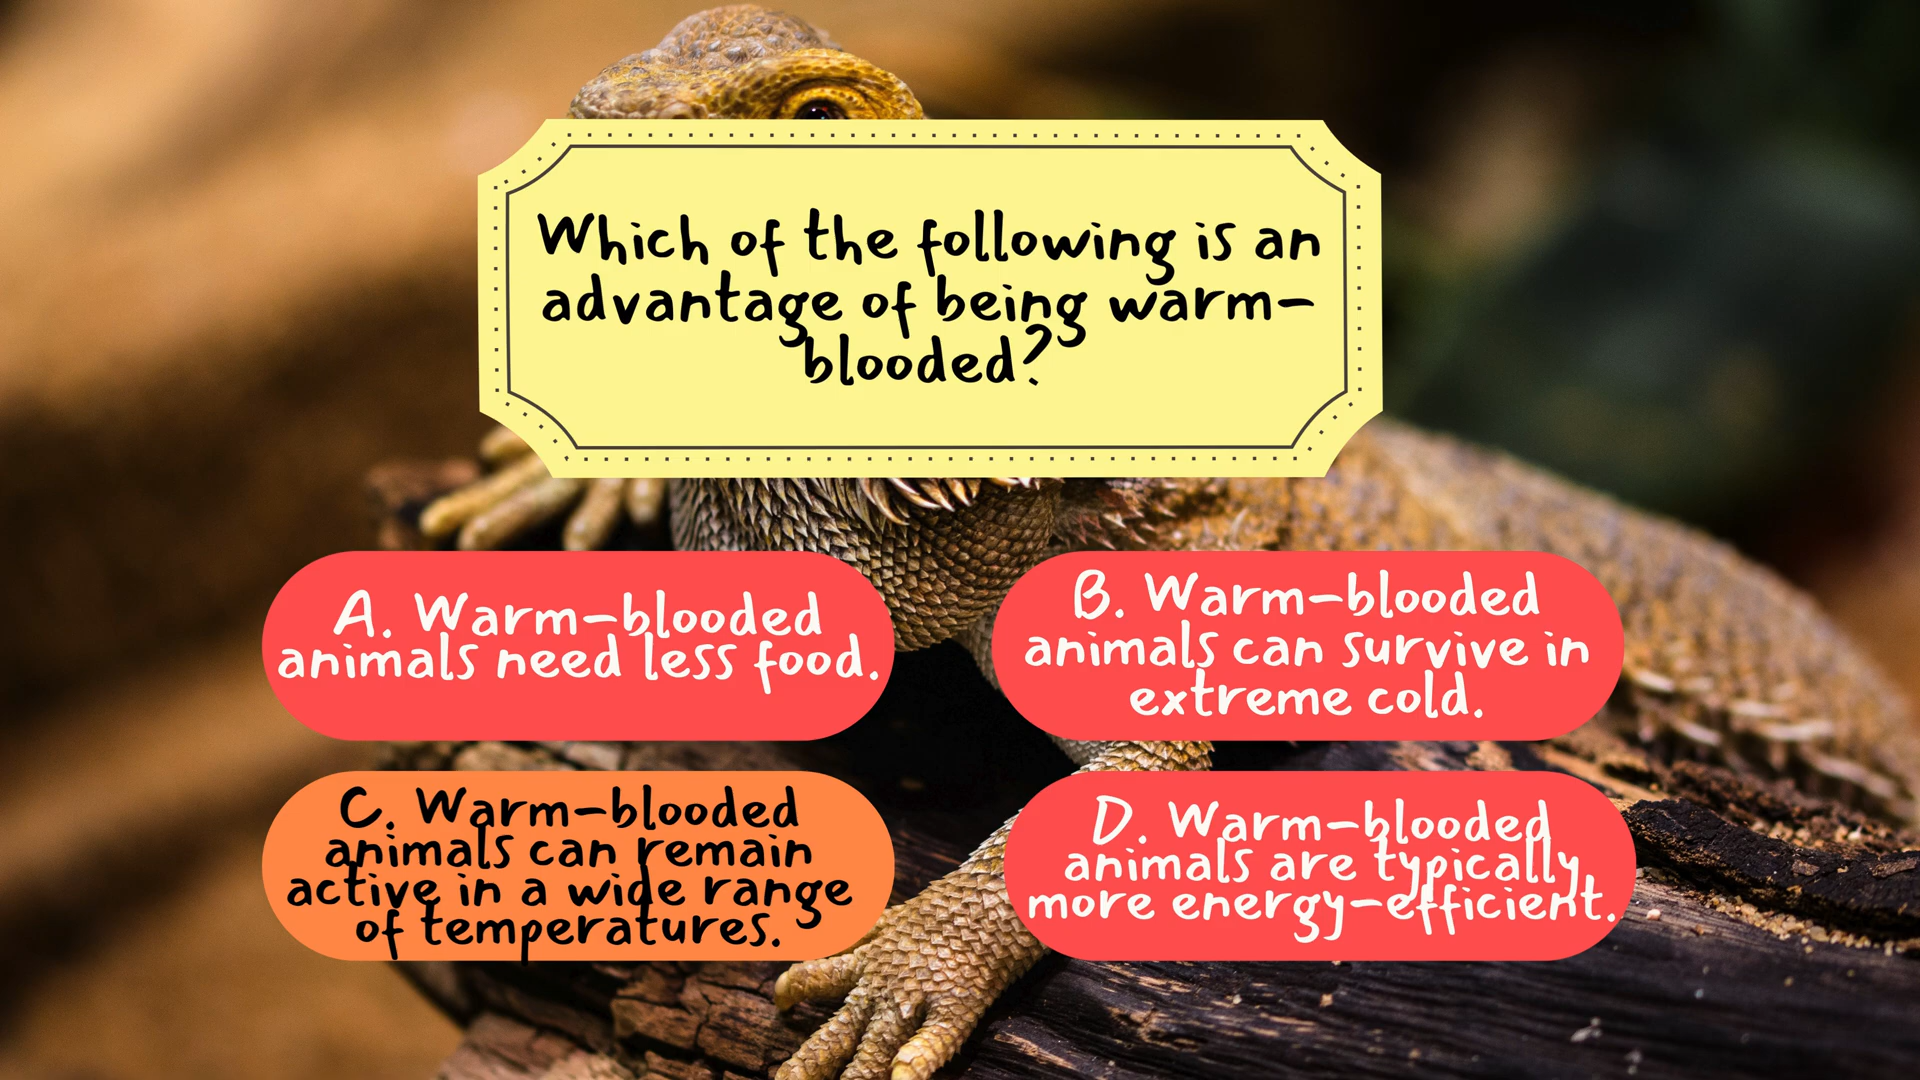 Which of the following is an
advantage of being warm-
blooded?
A. Warm-blooded
animals need less food.
B. Warm-blooded
animals can survive in
extreme cold.
C. Warm-blooded
animals can remain
active in a wide range
of temperatures.
D. Warm-blooded
animals are typically
more energy-efficient.